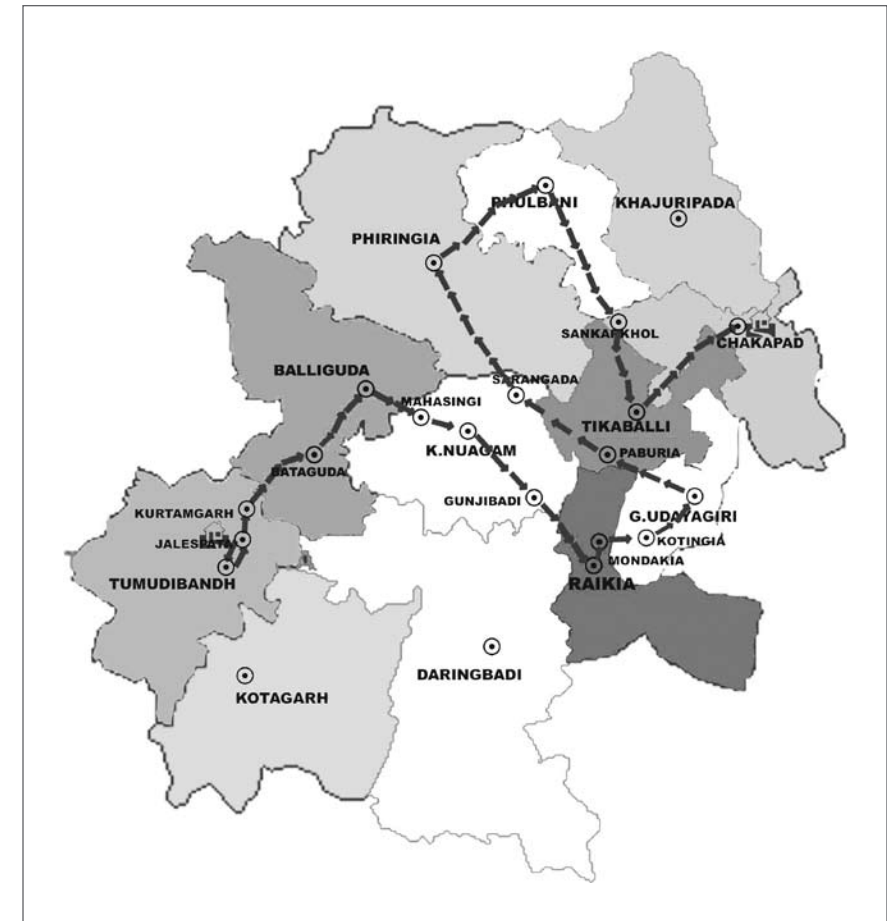 PHULBANI
KHAJURIPADA
PHIRINGIA
SANKARKHOL
CHAKAPAD
BALLIGUDA
SARANGADA
MAHASINGI
TIKABALLI
K.NUAGAM
PABURIA
BATAGUDA
GUNJIBADI
G.UDAYAGIRI
KURTAMGARH
JALESPATA
KOTINGIA
MONDAKIA
TUMUDIBANDH
RAIKIA
DARINGBADI
KOTAGARH